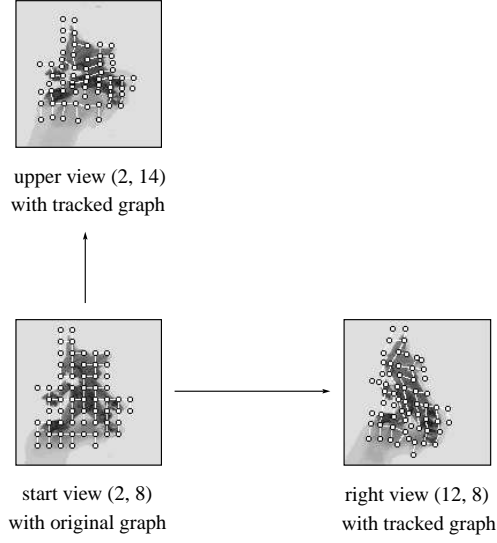 upper view (2, 14)
with tracked graph
start view (2, 8)
with original graph
right view (12, 8)
with tracked graph